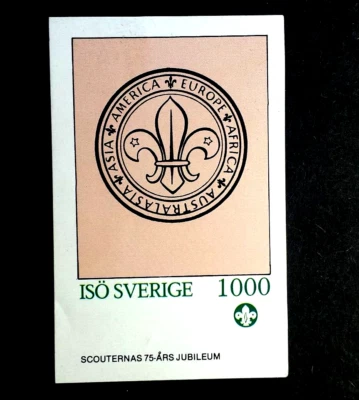 AMERICA EUROPE AFRICA AUSTRALASIA ASIA
ISÖ SVERIGE 1000
SCOUTERNAS 75-ÅRS JUBILEUM